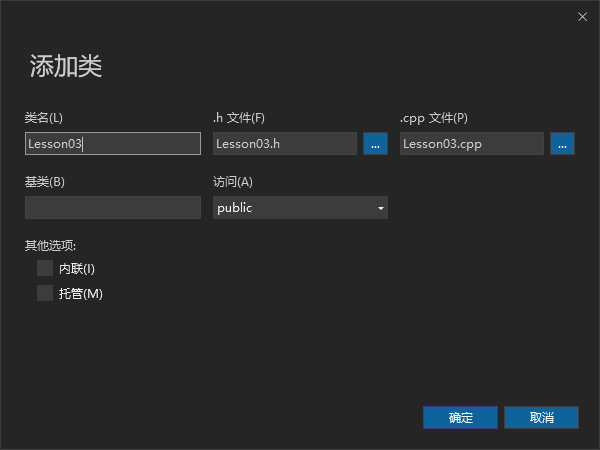 添加类
类名(L) .h 文件(F) .cpp 文件(P)
Lesson03 Lesson03.h ... Lesson03.cpp ...
基类(B) 访问(A)
public
其他选项:
内联(I)
托管(M)
确定 取消